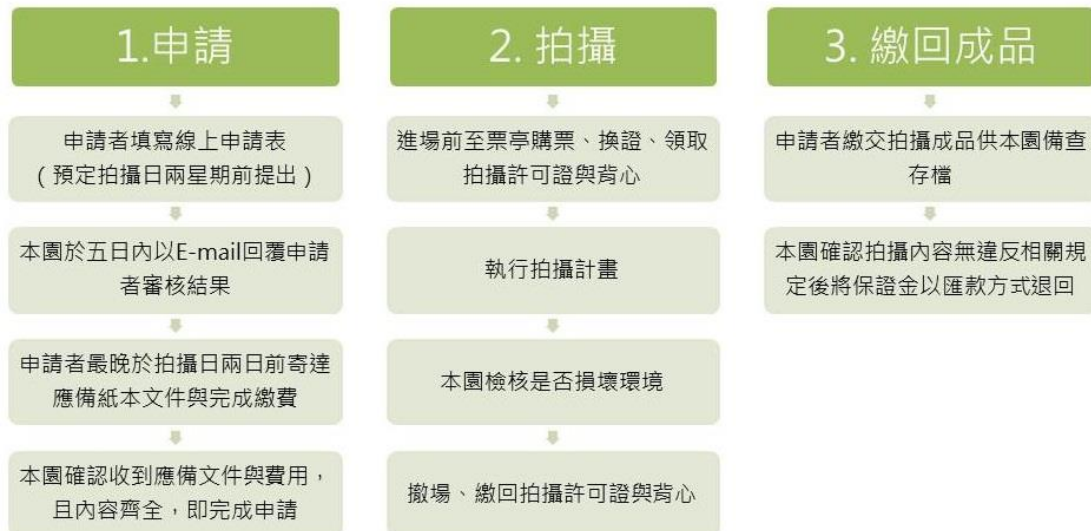 1.申請
申請者填寫線上申請表
(預定拍攝日兩星期前提出)
本園於五日內以E-mail回覆申請
者審核結果
申請者最晚於拍攝日兩日前寄達
應備紙本文件與完成繳費
本園確認收到應備文件與費用，
且內容齊全，即完成申請
2. 拍攝
進場前至票亭購票、換證、領取
拍攝許可證與背心
執行拍攝計畫
本園檢核是否損壞環境
撤場、繳回拍攝許可證與背心
3. 繳回成品
申請者繳交拍攝成品供本園備查
存檔
本園確認拍攝內容無違反相關規
定後將保證金以匯款方式退回